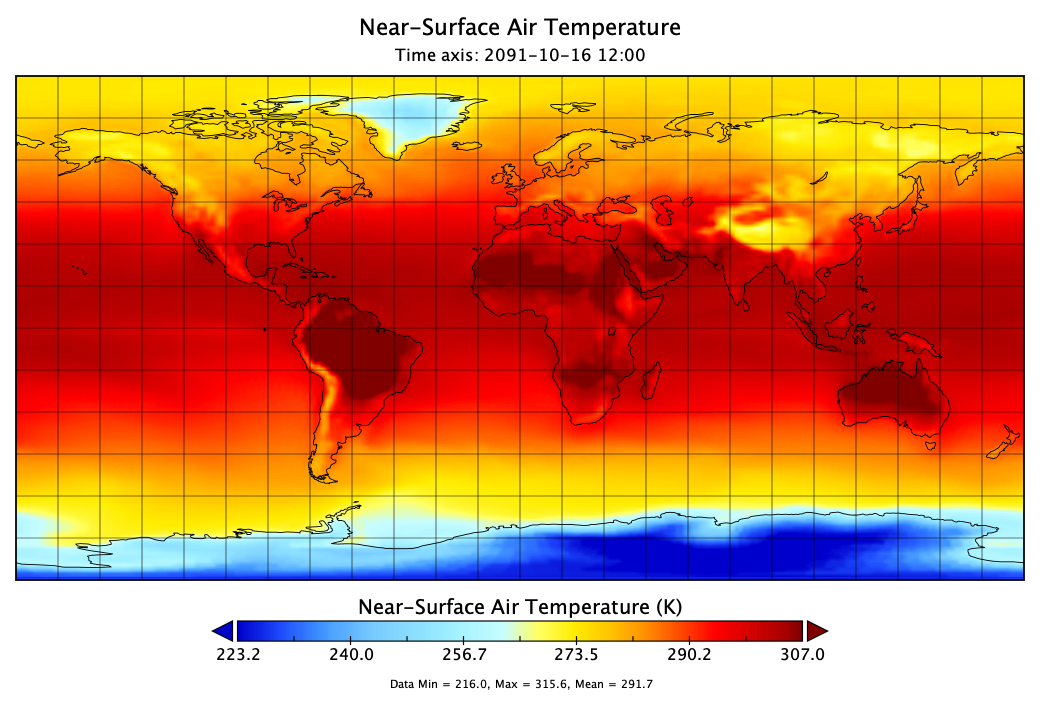 Near-Surface Air Temperature
Time axis: 2091-10-16 12:00
Near-Surface Air Temperature (K)
223.2 240.0 256.7 273.5 290.2 307.0
Data Min = 216.0, Max = 315.6, Mean = 291.7